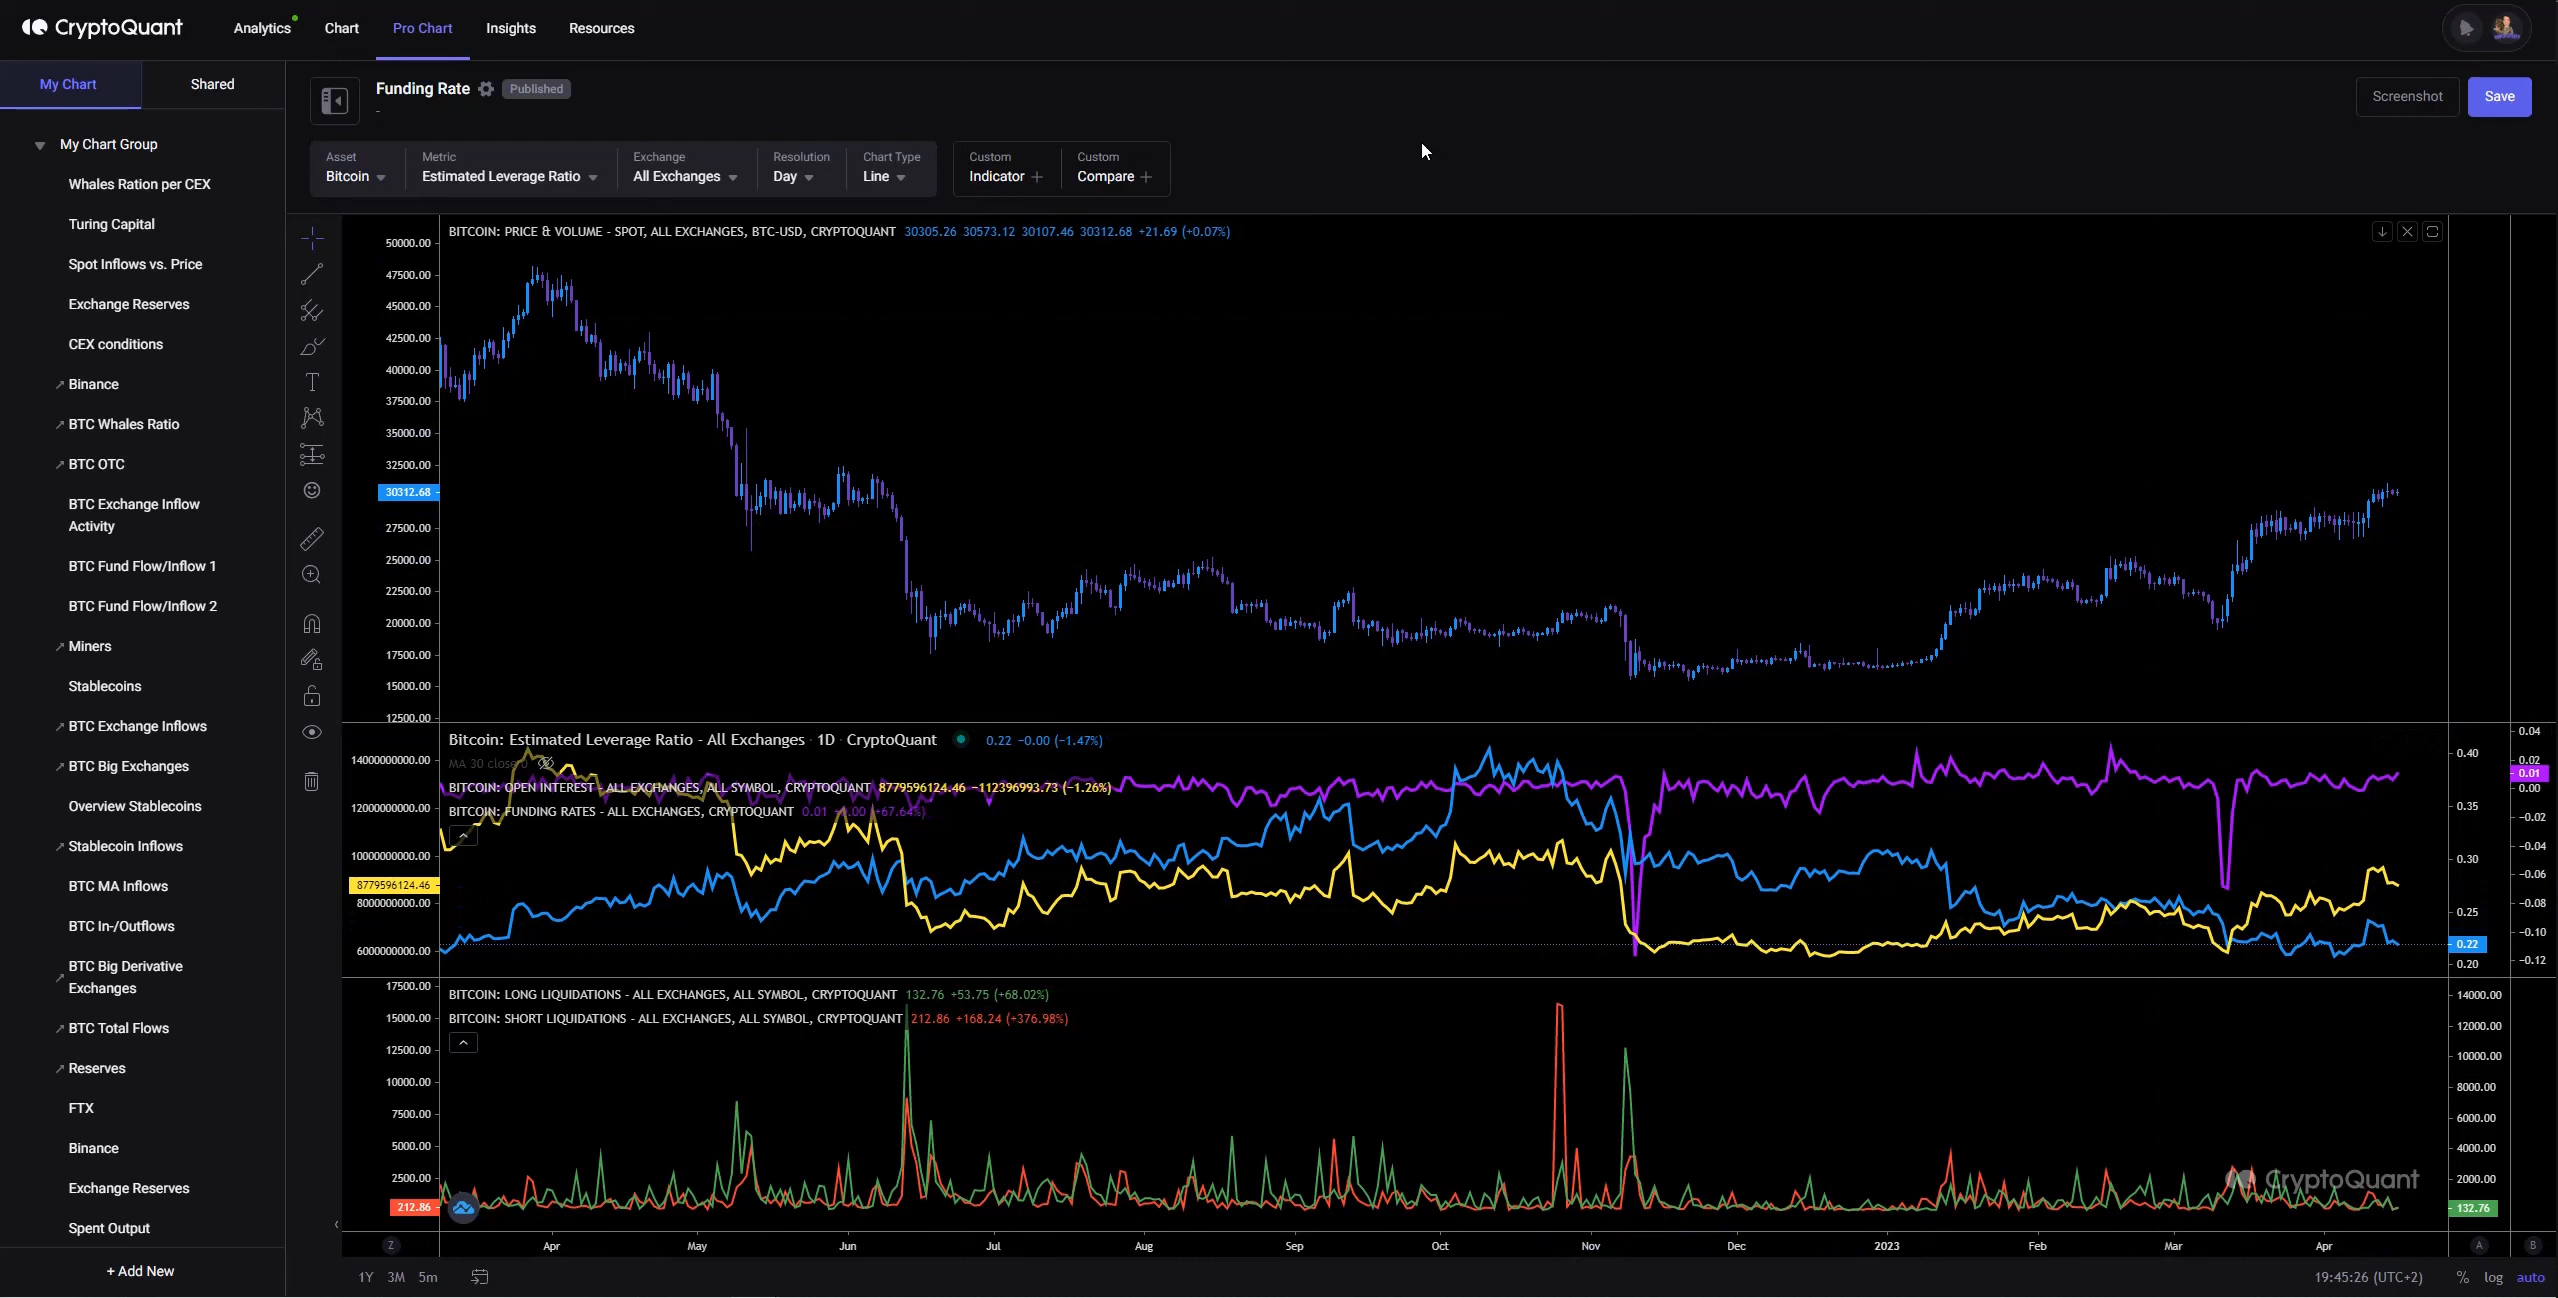 CryptoQuant
Analytics Chart Pro Chart Insights Resources
My Chart Shared
My Chart Group
Whales Ration per CEX
Turing Capital
Spot Inflows vs. Price
Exchange Reserves
CEX conditions
Binance
BTC Whales Ratio
BTC OTC
BTC Exchange Inflow
Activity
BTC Fund Flow/Inflow 1
BTC Fund Flow/Inflow 2
Miners
Stablecoins
BTC Exchange Inflows
BTC Big Exchanges
Overview Stablecoins
Stablecoin Inflows
BTC MA Inflows
BTC In-/Outflows
BTC Big Derivative
Exchanges
BTC Total Flows
Reserves
FTX
Binance
Exchange Reserves
Spent Output
+ Add New
Funding Rate Published
-
Screenshot Save
Asset Metric Exchange Resolution Chart Type Custom Custom
Bitcoin Estimated Leverage Ratio All Exchanges Day Line Indicator + Compare +
BITCOIN: PRICE & VOLUME - SPOT, ALL EXCHANGES, BTC-USD, CRYPTOQUANT 30305.26 30573.12 30107.46 30312.68 +21.69 (+0.07%)
50000.00
47500.00
45000.00
42500.00
40000.00
37500.00
35000.00
32500.00
30312.68
27500.00
25000.00
22500.00
20000.00
17500.00
15000.00
12500.00
Bitcoin: Estimated Leverage Ratio - All Exchanges · 1D · CryptoQuant 0.22 −0.00 (−1.47%)
MA 30 close 0
BITCOIN: OPEN INTEREST - ALL EXCHANGES, ALL SYMBOL, CRYPTOQUANT 8779596124.46 −112396993.73 (−1.26%)
BITCOIN: FUNDING RATES - ALL EXCHANGES, CRYPTOQUANT 0.01
14000000000.00
12000000000.00
10000000000.00
8779596124.46
8000000000.00
6000000000.00
0.40
0.35
0.30
0.25
0.22
0.20
0.04
0.02
0.01
0.00
−0.02
−0.04
−0.06
−0.08
−0.10
−0.12
BITCOIN: LONG LIQUIDATIONS - ALL EXCHANGES, ALL SYMBOL, CRYPTOQUANT 132.76 +53.75 (+68.02%)
BITCOIN: SHORT LIQUIDATIONS - ALL EXCHANGES, ALL SYMBOL, CRYPTOQUANT 212.86 +168.24 (+376.98%)
17500.00
15000.00
12500.00
10000.00
7500.00
5000.00
2500.00
212.86
14000.00
12000.00
10000.00
8000.00
6000.00
4000.00
2000.00
132.76
CryptoQuant
Z Apr May Jun Jul Aug Sep Oct Nov Dec 2023 Feb Mar Apr A B
1Y 3M 5m 19:45:26 (UTC+2) % log auto